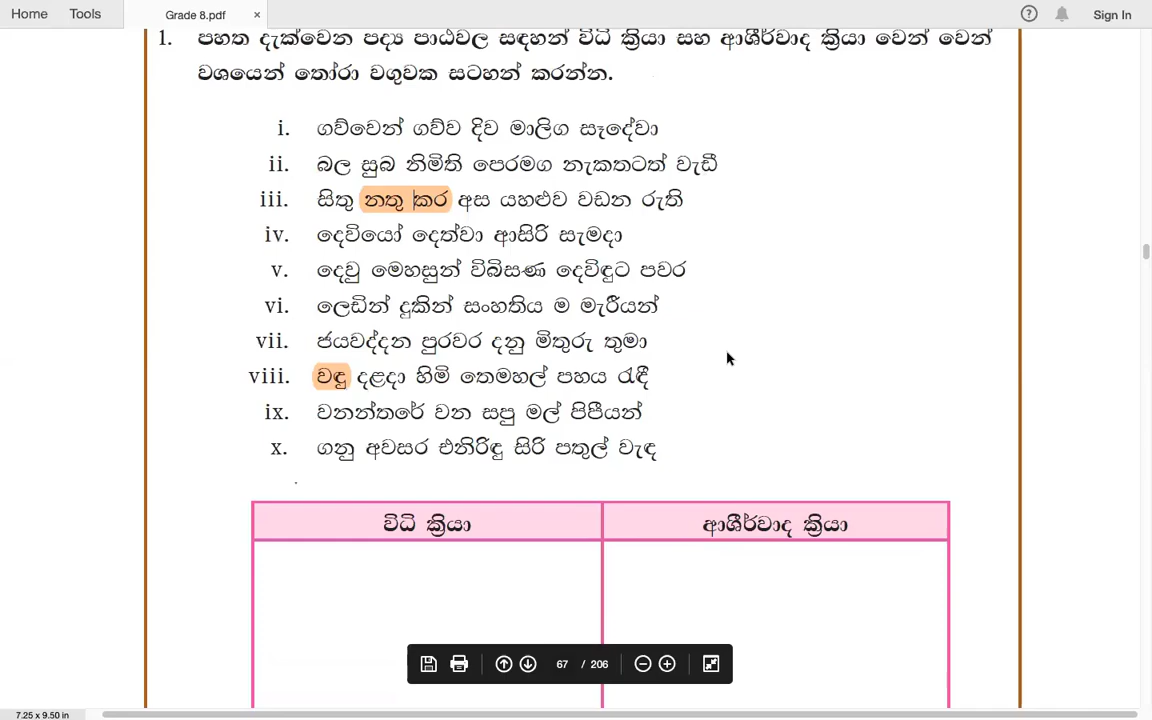 Home Tools Grade 8.pdf × Sign In
1. පහත දැක්වෙන පද්‍ය පාඨවල සඳහන් විධි ක්‍රියා සහ ආශීර්වාද ක්‍රියා වෙන් වෙන්
වශයෙන් තෝරා වගුවක සටහන් කරන්න.
i. ගව්වෙන් ගව්ව දිව මාලිග සෑදේවා
ii. බල සුබ නිමිති පෙරමග නැකතටත් වැඩී
iii. සිතු නතු කර අස යහළුව වඩන රුති
iv. දෙවියෝ දෙත්වා ආසිරි සැමදා
v. දෙවු මෙහසුන් විබිසණ දෙවිඳුට පවර
vi. ලෙඩින් දුකින් සංහතිය ම මැරීයන්
vii. ජයවද්දන පුරවර දනු මිතුරු තුමා
viii. වඳු දළදා හිමි තෙමහල් පහය රැඳී
ix. වනන්තරේ වන සපු මල් පිපීයන්
x. ගනු අවසර එනිරිඳු සිරි පතුල් වැඳ
විධි ක්‍රියා ආශීර්වාද ක්‍රියා
67 / 206
7.25 x 9.50 in